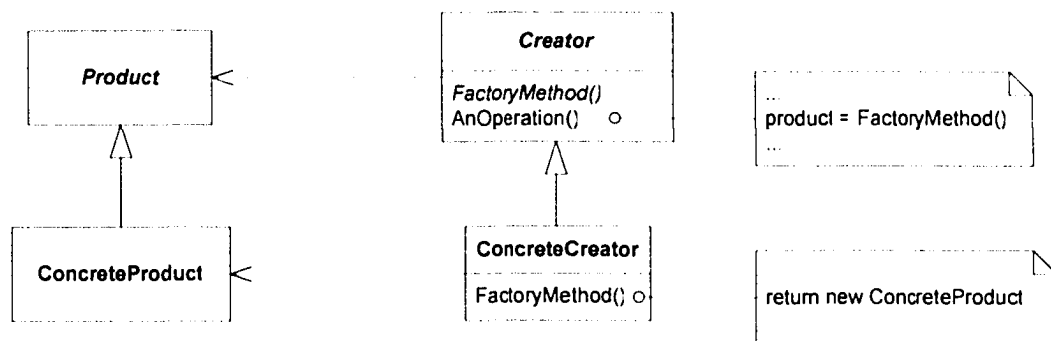 Product
Creator
FactoryMethod()
AnOperation()
...
product = FactoryMethod()
...
ConcreteProduct
ConcreteCreator
FactoryMethod()
return new ConcreteProduct